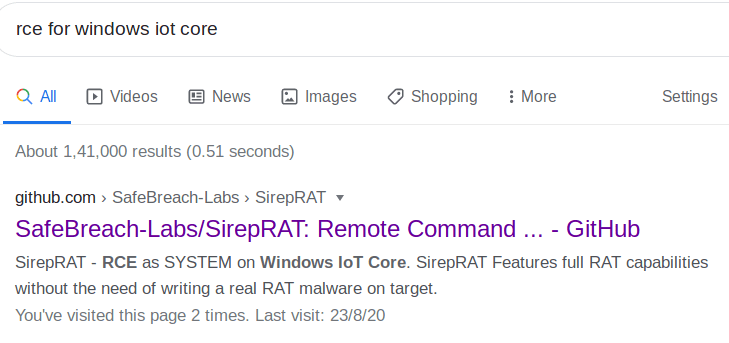 rce for windows iot core
All Videos News Images Shopping More Settings
About 1,41,000 results (0.51 seconds)
github.com › SafeBreach-Labs › SirepRAT
SafeBreach-Labs/SirepRAT: Remote Command ... - GitHub
SirepRAT - RCE as SYSTEM on Windows IoT Core. SirepRAT Features full RAT capabilities
without the need of writing a real RAT malware on target.
You've visited this page 2 times. Last visit: 23/8/20